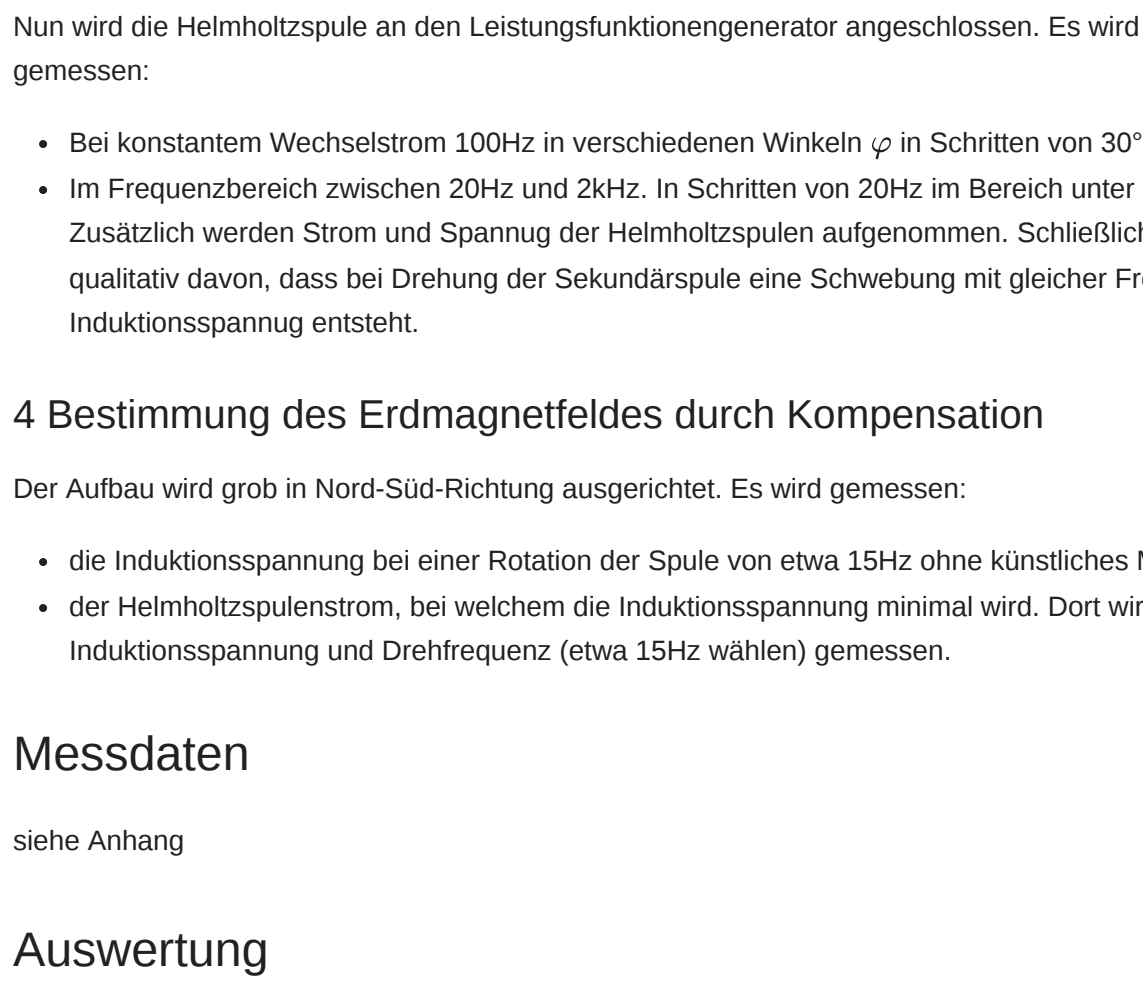 Nun wird die Helmholtzspule an den Leistungsfunktionengenerator angeschlossen. Es wird
gemessen:
• Bei konstantem Wechselstrom 100Hz in verschiedenen Winkeln φ in Schritten von 30°
• Im Frequenzbereich zwischen 20Hz und 2kHz. In Schritten von 20Hz im Bereich unter
Zusätzlich werden Strom und Spannug der Helmholtzspulen aufgenommen. Schließlich
qualitativ davon, dass bei Drehung der Sekundärspule eine Schwebung mit gleicher
Induktionsspannug entsteht.
4 Bestimmung des Erdmagnetfeldes durch Kompensation
Der Aufbau wird grob in Nord-Süd-Richtung ausgerichtet. Es wird gemessen:
• die Induktionsspannung bei einer Rotation der Spule von etwa 15Hz ohne künstliches
• der Helmholtzspulenstrom, bei welchem die Induktionsspannung minimal wird. Dort
Induktionsspannung und Drehfrequenz (etwa 15Hz wählen) gemessen.
Messdaten
siehe Anhang
Auswertung